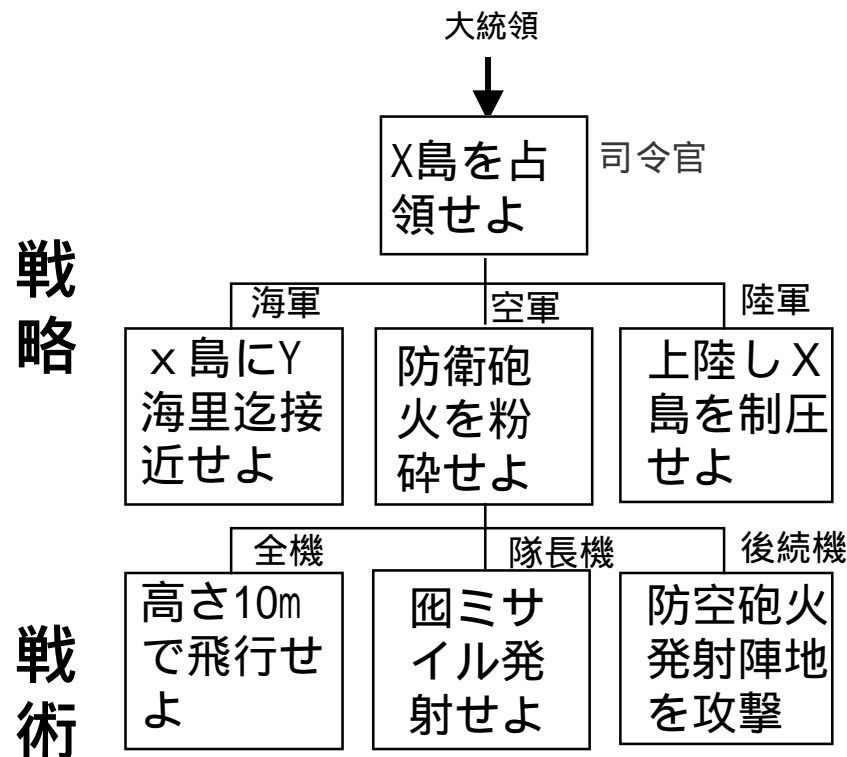 大統領
X島を占
領せよ
司令官
戦
略
海軍
ｘ島にY
海里迄接
近せよ
空軍
防衛砲
火を粉
砕せよ
陸軍
上陸しＸ
島を制圧
せよ
戦
術
全機
高さ10m
で飛行せ
よ
隊長機
囮ミサ
イル発
射せよ
後続機
防空砲火
発射陣地
を攻撃